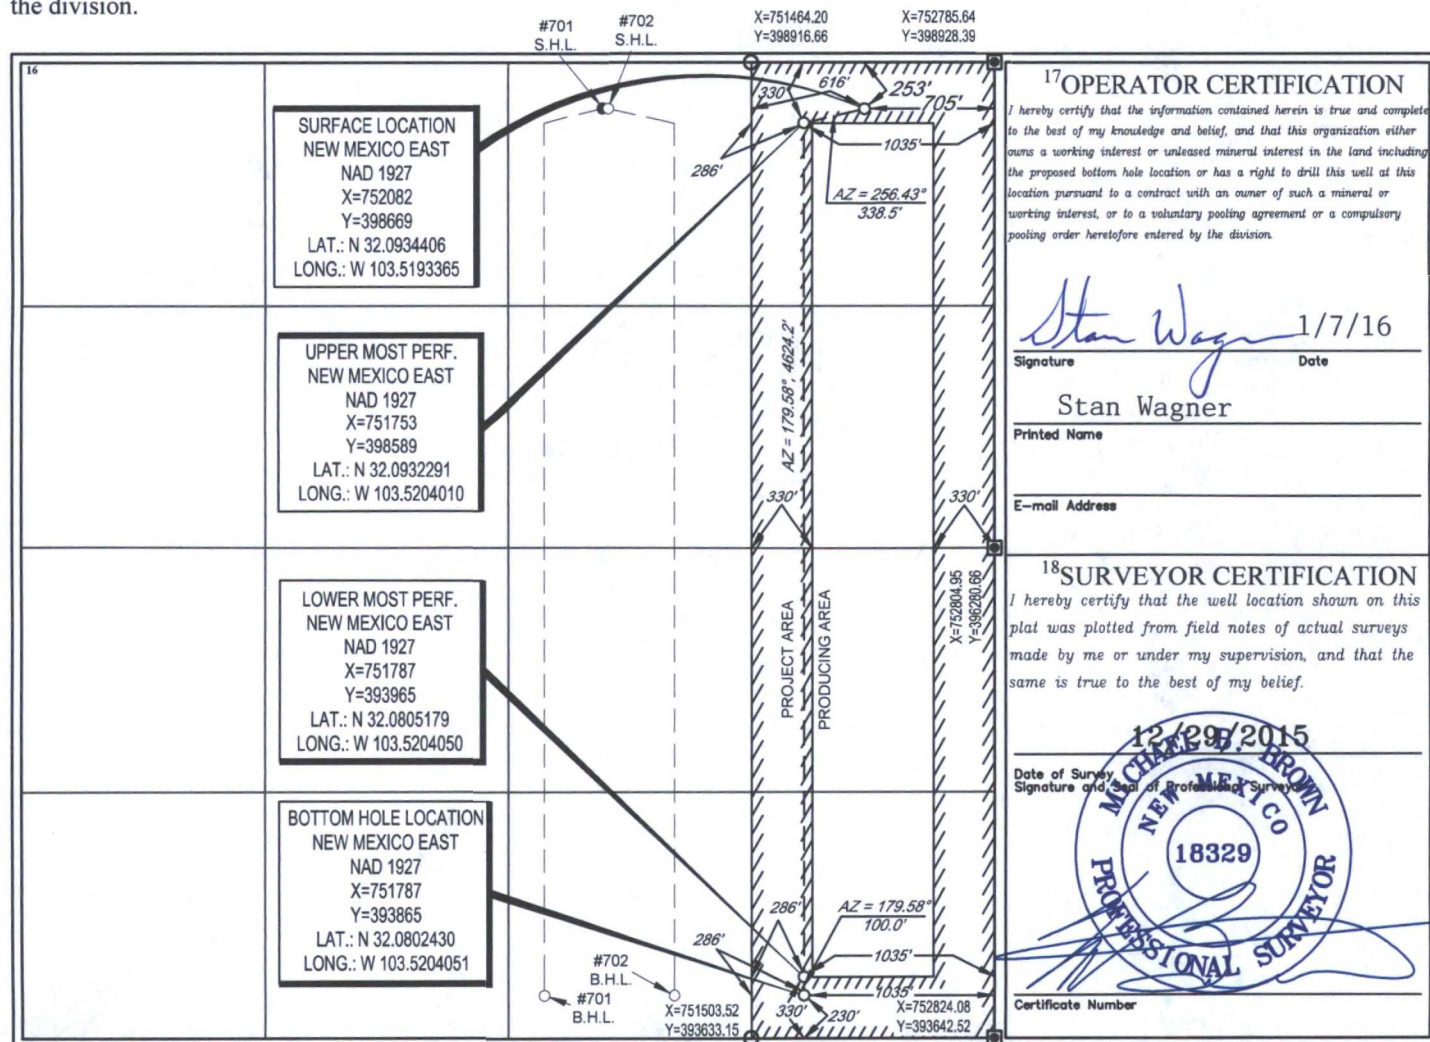 the division.
#701
S.H.L.
#702
S.H.L.
X=751464.20
Y=398916.66
X=752785.64
Y=398928.39
16
SURFACE LOCATION
NEW MEXICO EAST
NAD 1927
X=752082
Y=398669
LAT.: N 32.0934406
LONG.: W 103.5193365
UPPER MOST PERF.
NEW MEXICO EAST
NAD 1927
X=751753
Y=398589
LAT.: N 32.0932291
LONG.: W 103.5204010
LOWER MOST PERF.
NEW MEXICO EAST
NAD 1927
X=751787
Y=393965
LAT.: N 32.0805179
LONG.: W 103.5204050
BOTTOM HOLE LOCATION
NEW MEXICO EAST
NAD 1927
X=751787
Y=393865
LAT.: N 32.0802430
LONG.: W 103.5204051
330'
616'
253'
705'
1035'
286'
AZ = 256.43°
338.5'
AZ = 179.58°, 4624.2'
330'
330'
X=752804.95
Y=396280.66
PROJECT AREA
PRODUCING AREA
286'
AZ = 179.58°
100.0'
286'
1035'
#702
B.H.L.
#701
B.H.L.
1035'
X=751503.52
Y=393633.15
330'
230'
X=752824.08
Y=393642.52
17 OPERATOR CERTIFICATION
I hereby certify that the information contained herein is true and complete
to the best of my knowledge and belief, and that this organization either
owns a working interest or unleased mineral interest in the land including
the proposed bottom hole location or has a right to drill this well at this
location pursuant to a contract with an owner of such a mineral or
working interest, or to a voluntary pooling agreement or a compulsory
pooling order heretofore entered by the division.
Stan Wagner 1/7/16
Signature Date
Stan Wagner
Printed Name
E-mail Address
18 SURVEYOR CERTIFICATION
I hereby certify that the well location shown on this
plat was plotted from field notes of actual surveys
made by me or under my supervision, and that the
same is true to the best of my belief.
12/29/2015
Date of Survey
Signature and Seal of Professional Surveyor
MICHAEL B. BROWN
NEW MEXICO
18329
PROFESSIONAL SURVEYOR
Certificate Number